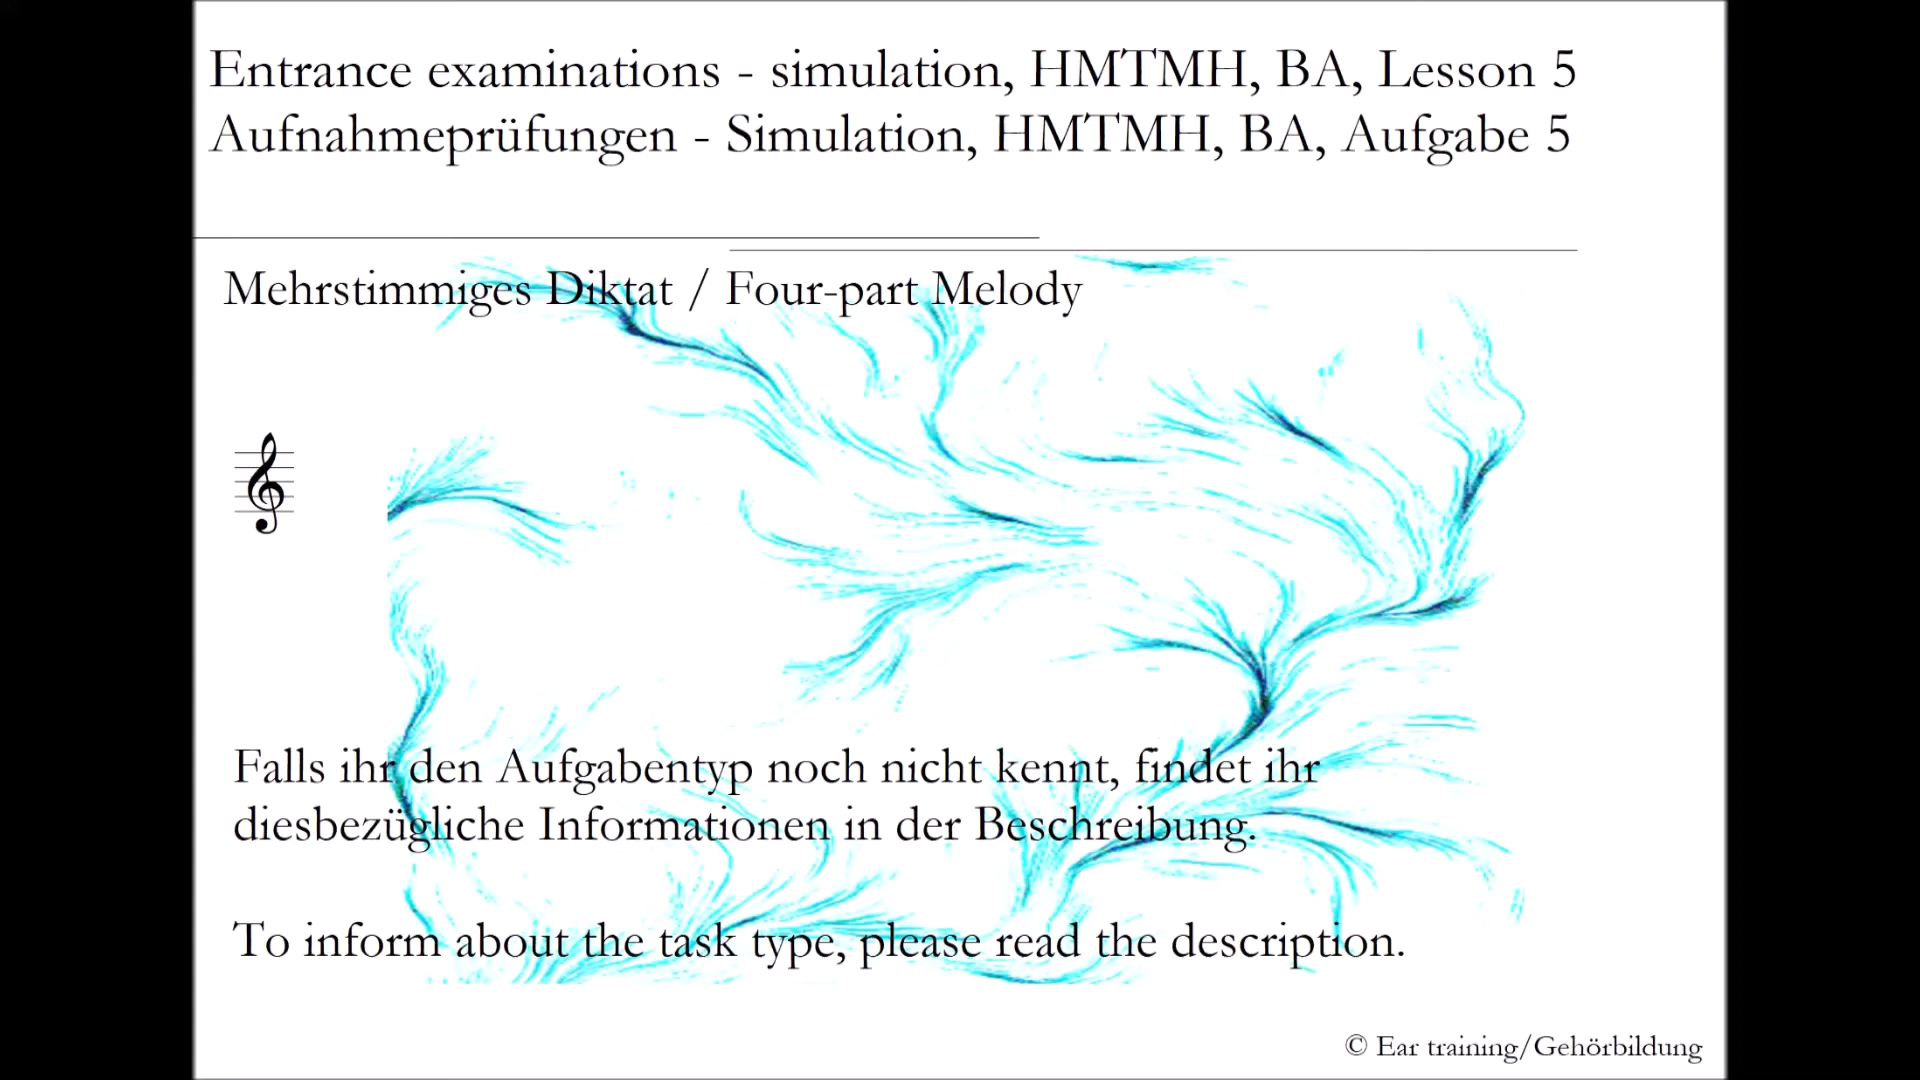 Entrance examinations - simulation, HMTMH, BA, Lesson 5
Aufnahmeprüfungen - Simulation, HMTMH, BA, Aufgabe 5
Mehrstimmiges Diktat / Four-part Melody
Falls ihr den Aufgabentyp noch nicht kennt, findet ihr
diesbezügliche Informationen in der Beschreibung.
To inform about the task type, please read the description.
© Ear training/Gehörbildung